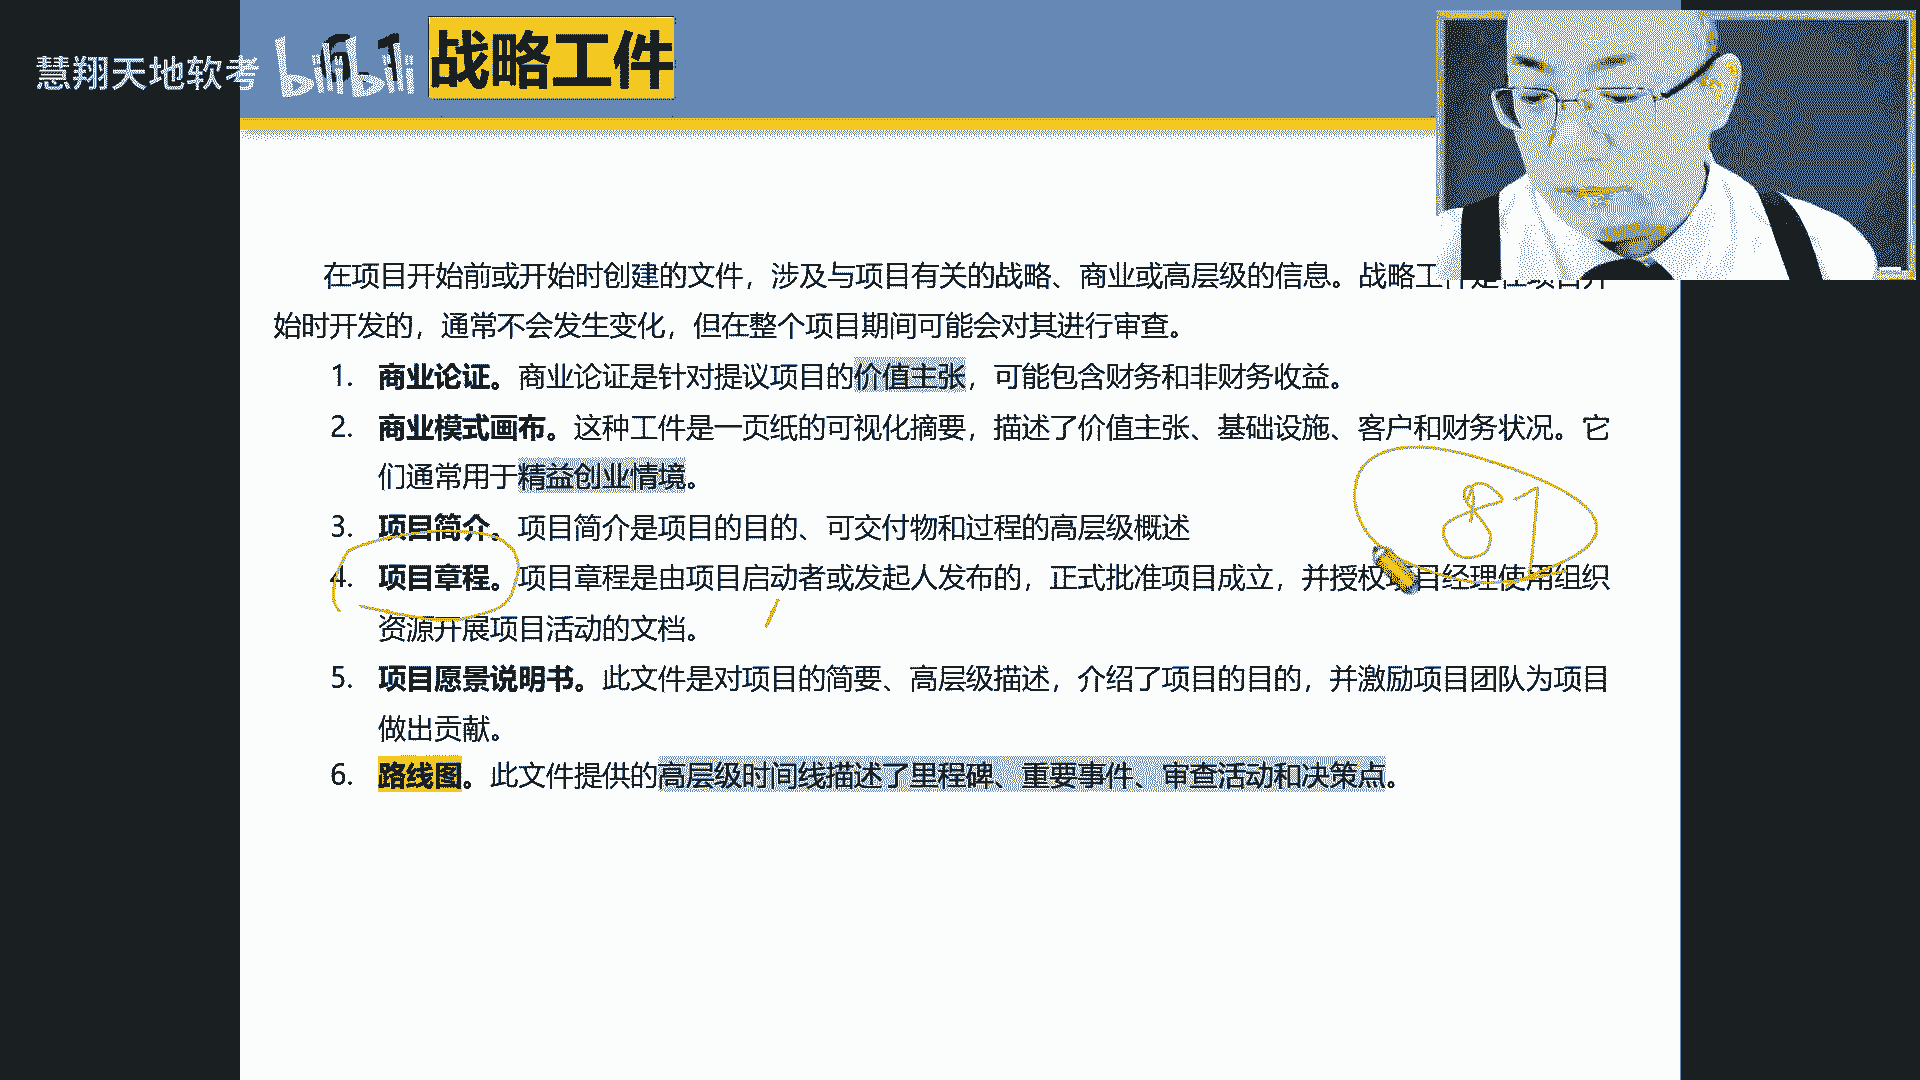 慧翔天地软考
bilibili
6.1 战略工件
在项目开始前或开始时创建的文件，涉及与项目有关的战略、商业或高层级的信息。战略工件是在项目开
始时开发的，通常不会发生变化，但在整个项目期间可能会对其进行审查。
1. 商业论证。商业论证是针对提议项目的价值主张，可能包含财务和非财务收益。
2. 商业模式画布。这种工件是一页纸的可视化摘要，描述了价值主张、基础设施、客户和财务状况。它
们通常用于精益创业情境。
3. 项目简介。项目简介是项目的目的、可交付物和过程的高层级概述
81
4. 项目章程。项目章程是由项目启动者或发起人发布的，正式批准项目成立，并授权项目经理使用组织
资源开展项目活动的文档。
5. 项目愿景说明书。此文件是对项目的简要、高层级描述，介绍了项目的目的，并激励项目团队为项目
做出贡献。
6. 路线图。此文件提供的高层级时间线描述了里程碑、重要事件、审查活动和决策点。